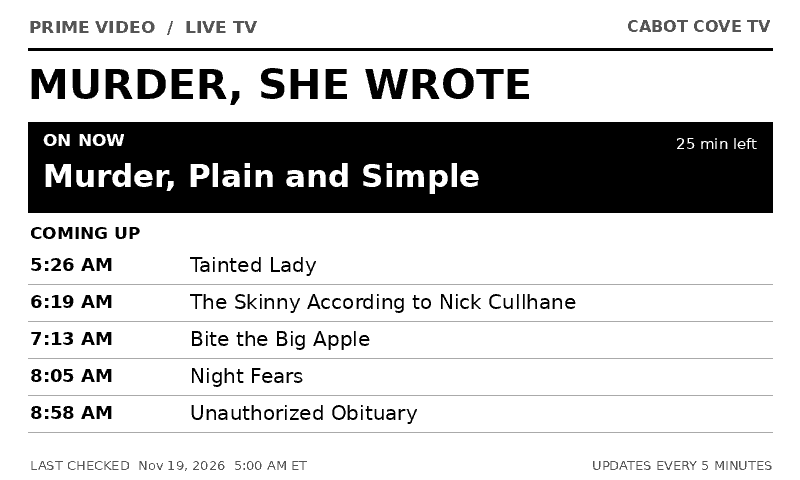 PRIME VIDEO / LIVE TV
CABOT COVE TV
MURDER, SHE WROTE
ON NOW
25 min left
Murder, Plain and Simple
COMING UP
5:26 AM Tainted Lady
6:19 AM The Skinny According to Nick Cullhane
7:13 AM Bite the Big Apple
8:05 AM Night Fears
8:58 AM Unauthorized Obituary
LAST CHECKED Nov 19, 2026 5:00 AM ET
UPDATES EVERY 5 MINUTES